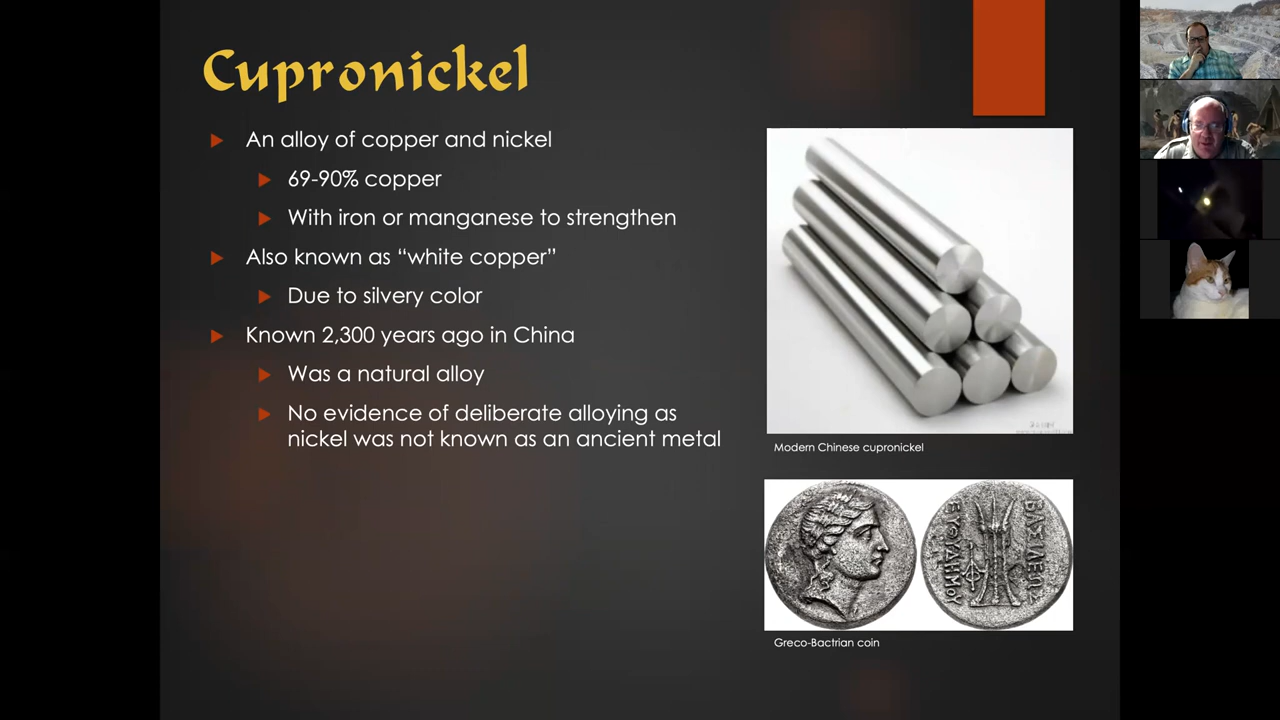 Cupronickel
An alloy of copper and nickel
69-90% copper
With iron or manganese to strengthen
Also known as “white copper”
Due to silvery color
Known 2,300 years ago in China
Was a natural alloy
No evidence of deliberate alloying as
nickel was not known as an ancient metal
Modern Chinese cupronickel
ΒΑΣΙΛΕΩΣ
ΕΥΘΥΔΗΜΟΥ
Greco-Bactrian coin